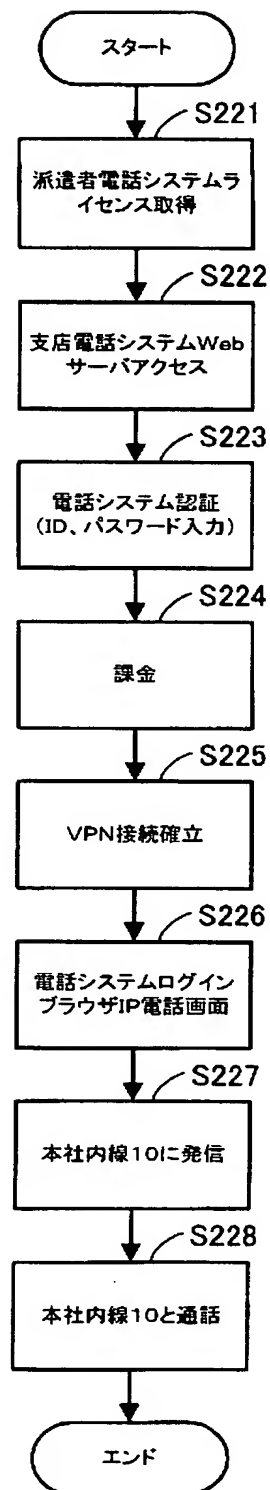 スタート
S221
派遣者電話システムラ
イセンス取得
S222
支店電話システムWeb
サーバアクセス
S223
電話システム認証
(ID、パスワード入力)
S224
課金
S225
VPN接続確立
S226
電話システムログイン
ブラウザIP電話画面
S227
本社内線10に発信
S228
本社内線10と通話
エンド